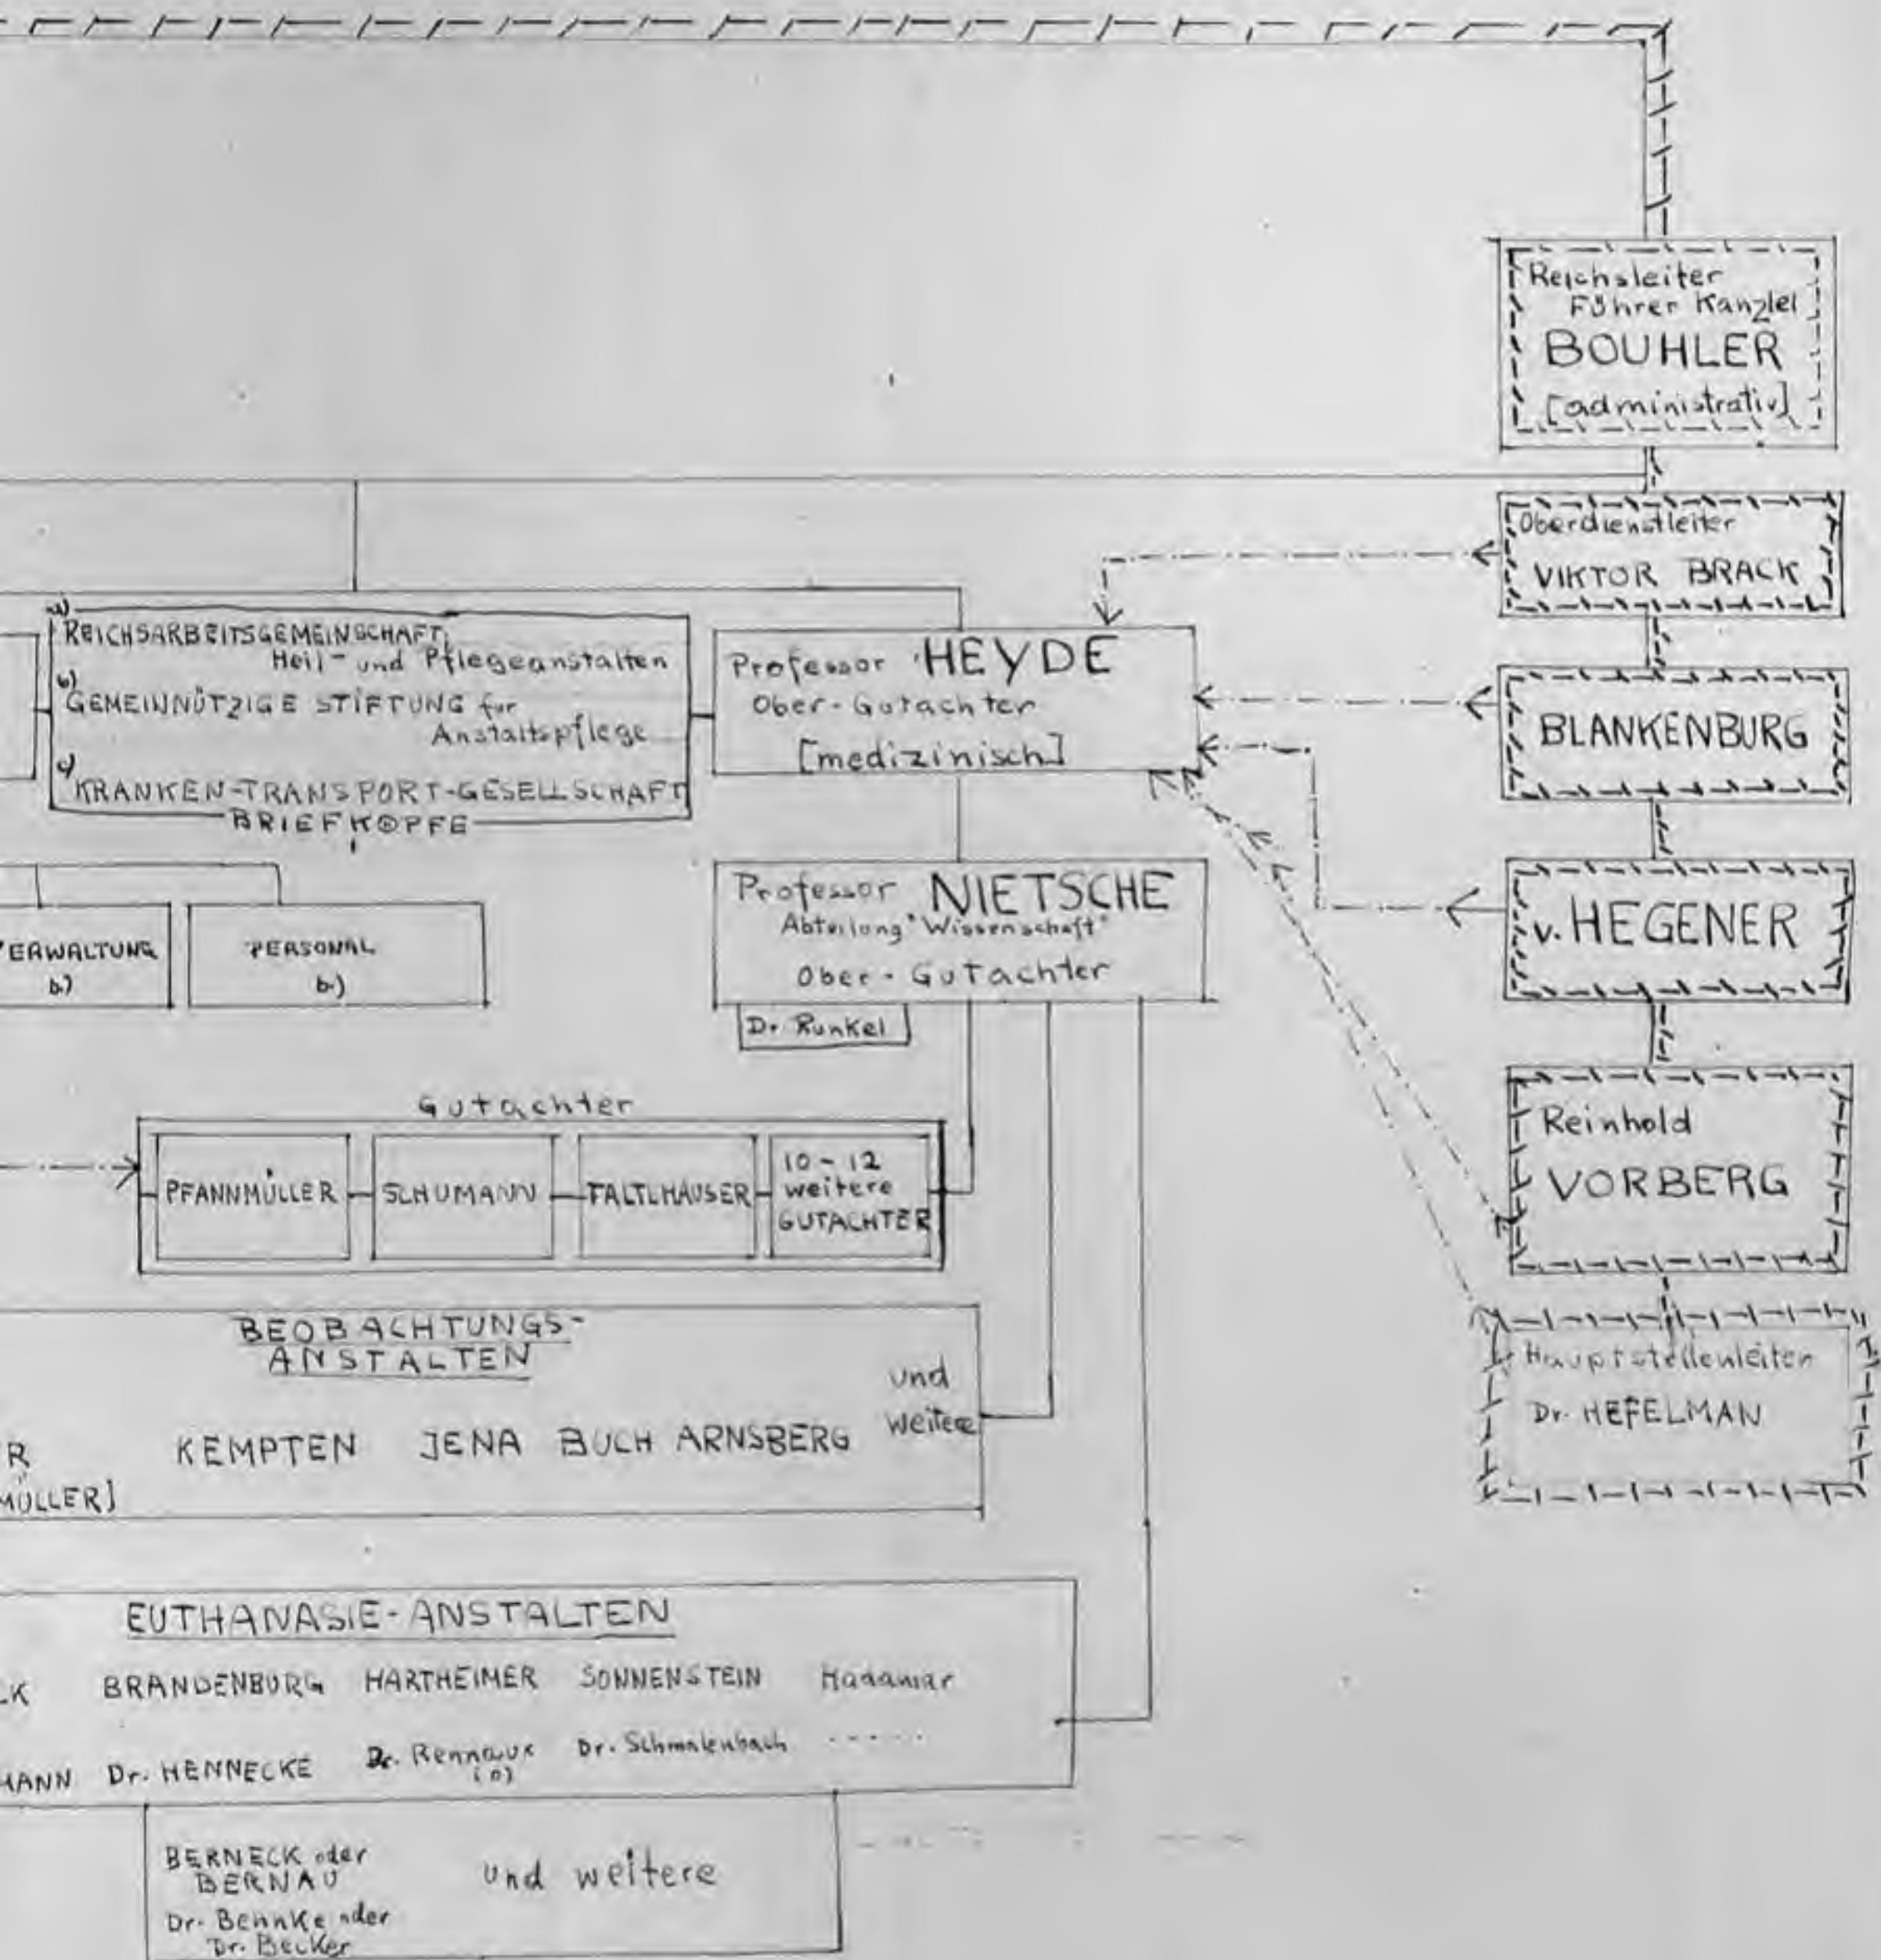 Reichsleiter
Führer Kanzlei
BOUHLER
[administrativ]
Oberdienstleiter
VIKTOR BRACK
BLANKENBURG
v. HEGENER
Reinhold
VORBERG
Hauptstellenleiter
Dr. HEFELMAN
a)
REICHSARBEITSGEMEINSCHAFT
Heil- und Pflegeanstalten
b)
GEMEINNÜTZIGE STIFTUNG für
Anstaltspflege
c)
KRANKEN-TRANSPORT-GESELLSCHAFT
BRIEFKÖPFE
Professor HEYDE
Ober-Gutachter
[medizinisch]
Professor NIETSCHE
Abteilung "Wissenschaft"
Ober-Gutachter
Dr. Runkel
ERWALTUNG
b.)
PERSONAL
b.)
Gutachter
PFANNMÜLLER
SCHUMANN
FALTLHAUSER
10-12
weitere
GUTACHTER
BEOBACHTUNGS-
ANSTALTEN
R KEMPTEN JENA BUCH ARNSBERG und
weitere
MÜLLER]
EUTHANASIE-ANSTALTEN
LK BRANDENBURG HARTHEIMER SONNENSTEIN Hadamar
MANN Dr. HENNECKE Dr. Schmalenbach ......
BERNECK oder
BERNAU
und weitere
Dr. Behnke oder
Dr. Becker